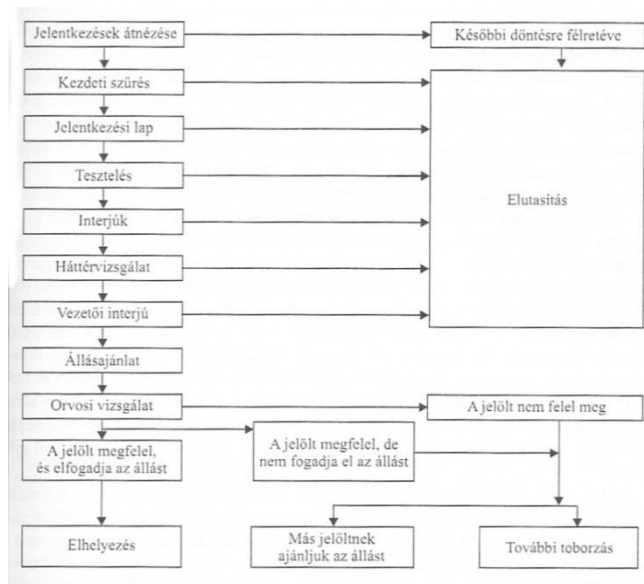 Jelentkezések átnézése
Későbbi döntésre félretéve
Kezdeti szűrés
Jelentkezési lap
Tesztelés
Interjúk
Háttérvizsgálat
Vezetői interjú
Elutasítás
Állásajánlat
Orvosi vizsgálat
A jelölt nem felel meg
A jelölt megfelel,
és elfogadja az állást
A jelölt megfelel, de
nem fogadja el az állást
Elhelyezés
Más jelöltnek
ajánljuk az állást
További toborzás